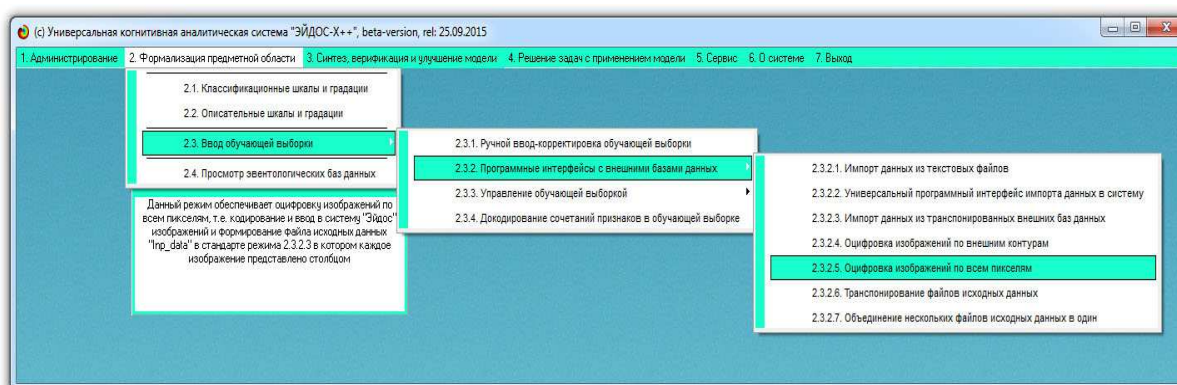 (c) Универсальная когнитивная аналитическая система "ЭЙДОС-X++", beta-version, rel: 25.09.2015
1. Администрирование 2. Формализация предметной области 3. Синтез, верификация и улучшение модели 4. Решение задач с применением модели 5. Сервис 6. О системе 7. Выход
2.1. Классификационные шкалы и градации
2.2. Описательные шкалы и градации
2.3. Ввод обучающей выборки
2.4. Просмотр эвентологических баз данных
2.3.1. Ручной ввод-корректировка обучающей выборки
2.3.2. Программные интерфейсы с внешними базами данных
2.3.3. Управление обучающей выборкой
2.3.4. Докодирование сочетаний признаков в обучающей выборке
2.3.2.1. Импорт данных из текстовых файлов
2.3.2.2. Универсальный программный интерфейс импорта данных в систему
2.3.2.3. Импорт данных из транспонированных внешних баз данных
2.3.2.4. Оцифровка изображений по внешним контурам
2.3.2.5. Оцифровка изображений по всем пикселям
2.3.2.6. Транспонирование файлов исходных данных
2.3.2.7. Объединение нескольких файлов исходных данных в один
Данный режим обеспечивает оцифровку изображений по
всем пикселям, т.е. кодирование и ввод в систему "Эйдос"
изображений и формирование файла исходных данных
"Inp_data" в стандарте режима 2.3.2.3 в котором каждое
изображение представлено столбцом